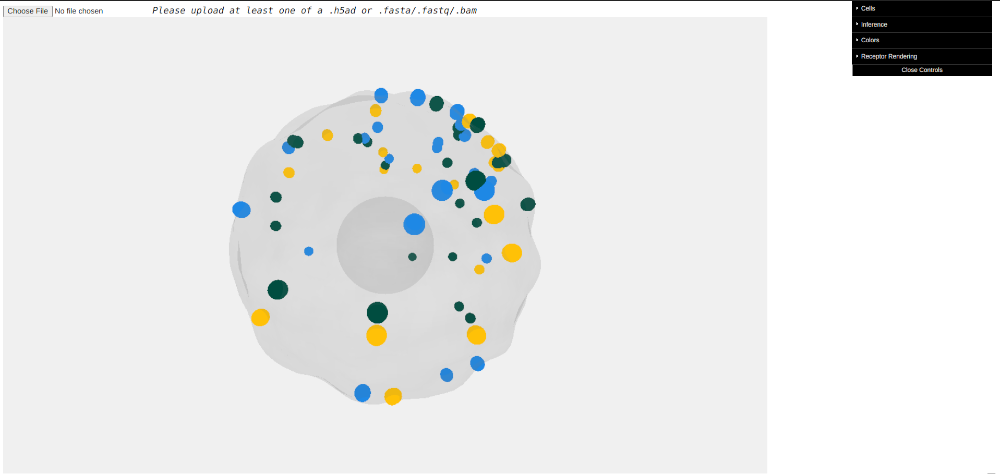 Choose File No file chosen Please upload at least one of a .h5ad or .fasta/.fastq/.bam
Cells
Inference
Colors
Receptor Rendering
Close Controls